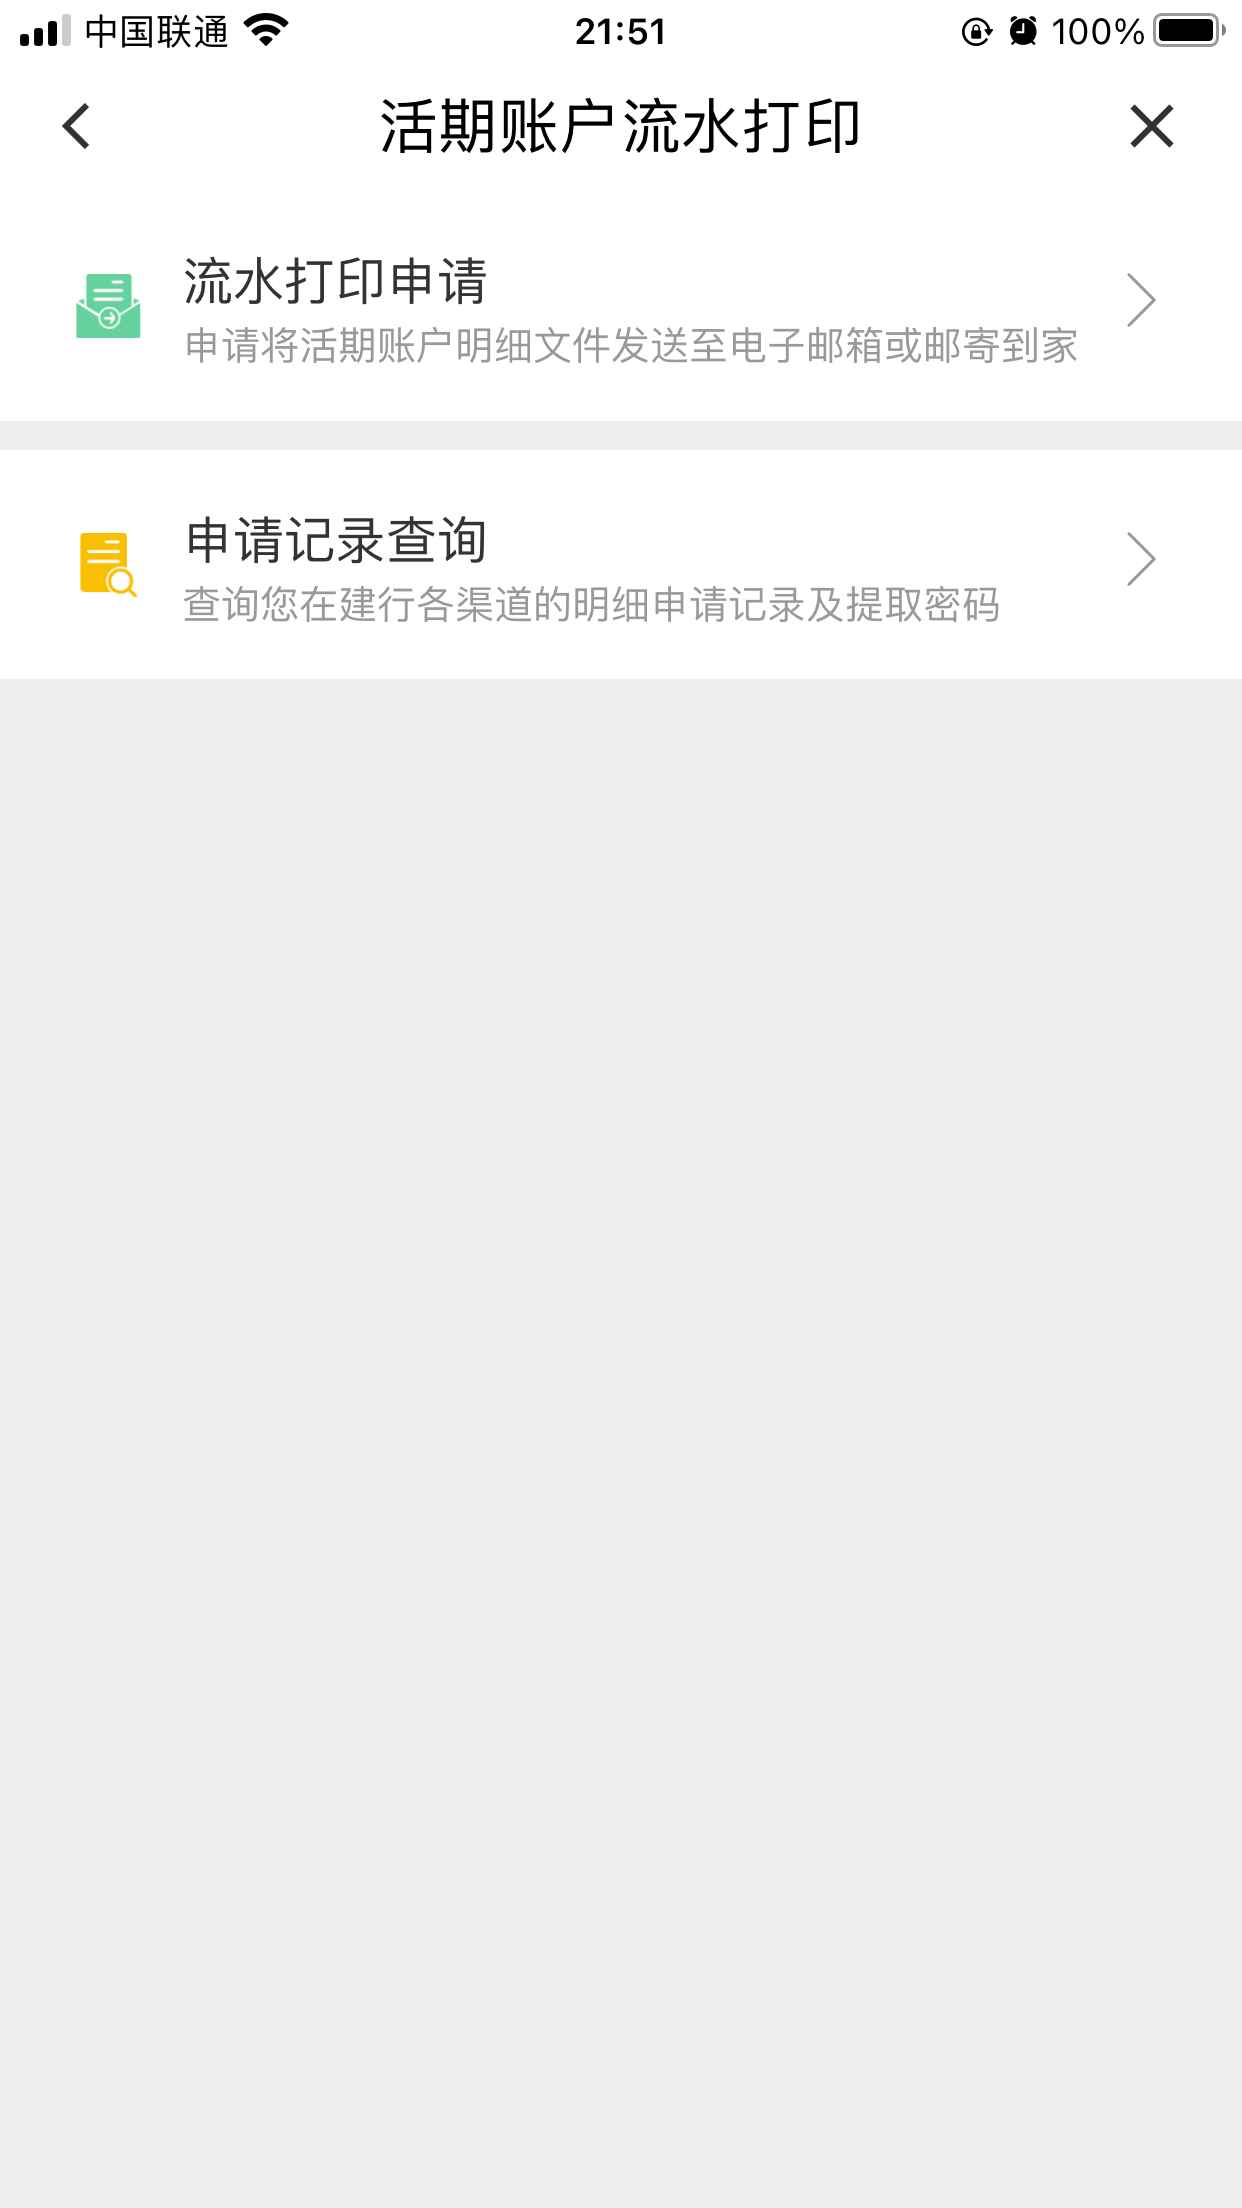 中国联通 21:51 100%
活期账户流水打印
流水打印申请
申请将活期账户明细文件发送至电子邮箱或邮寄到家
申请记录查询
查询您在建行各渠道的明细申请记录及提取密码